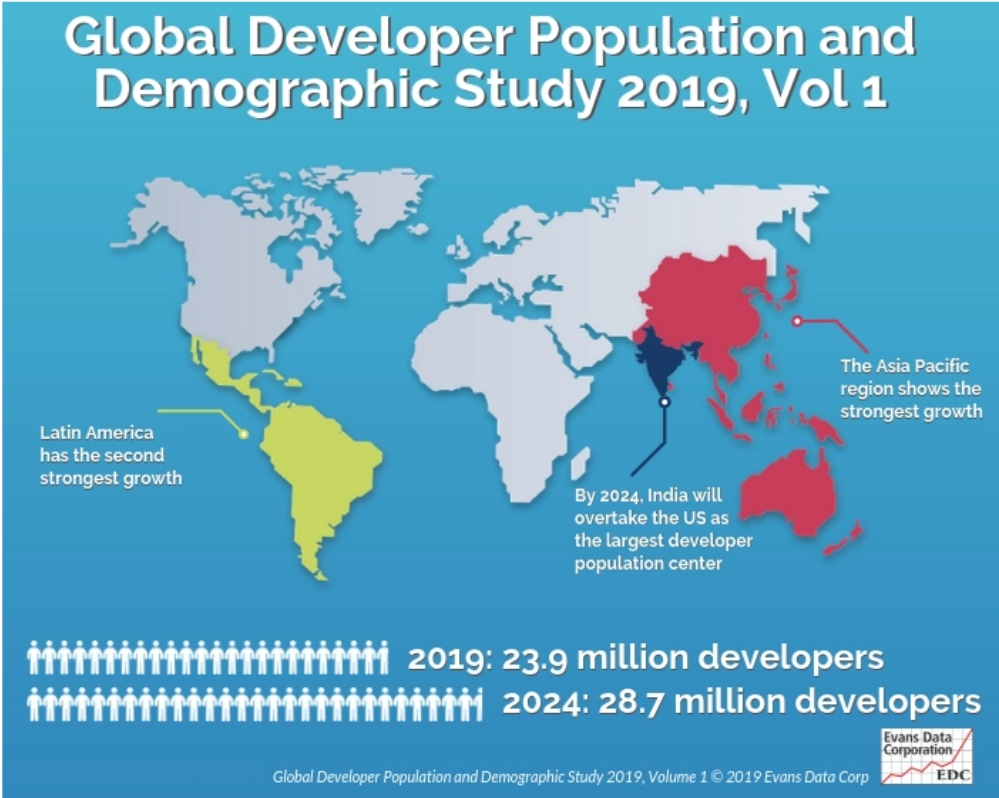 Global Developer Population and
Demographic Study 2019, Vol 1
The Asia Pacific
region shows the
strongest growth
Latin America
has the second
strongest growth
By 2024, India will
overtake the US as
the largest developer
population center
2019: 23.9 million developers
2024: 28.7 million developers
Evans Data
Corporation
EDC
Global Developer Population and Demographic Study 2019, Volume 1 © 2019 Evans Data Corp